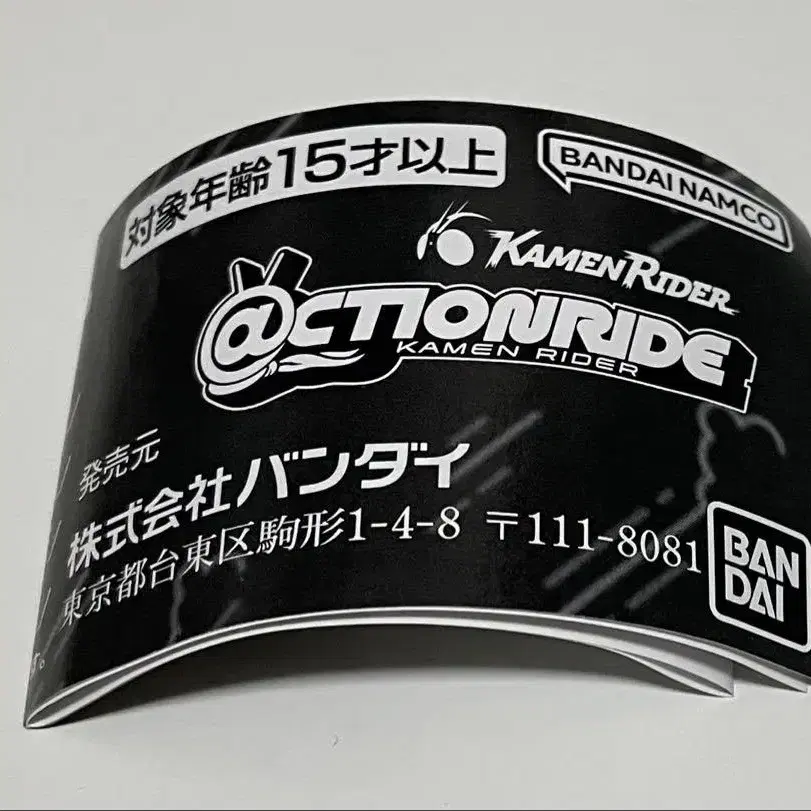 対象年齢15才以上
BANDAI NAMCO
KAMEN RIDER
@CTIONRIDE
KAMEN RIDER
発売元
株式会社バンダイ
東京都台東区駒形1-4-8 〒111-8081
BAN
DAI
す。